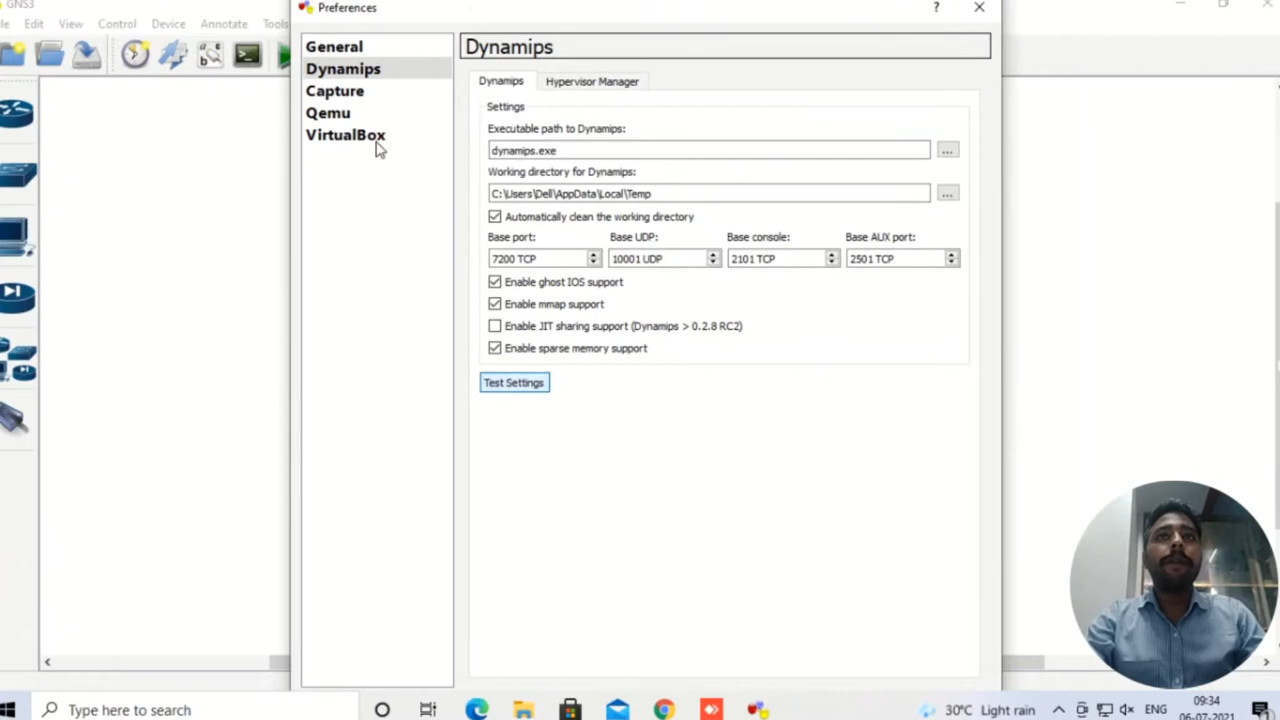 GNS3
Preferences
Edit View Control Device Annotate Tools
General
Dynamips
Capture
Qemu
VirtualBox
Dynamips
Dynamips Hypervisor Manager
Settings
Executable path to Dynamips:
dynamips.exe
...
Working directory for Dynamips:
C:\Users\Dell\AppData\Local\Temp
...
Automatically clean the working directory
Base port: Base UDP: Base console: Base AUX port:
7200 TCP 10001 UDP 2101 TCP 2501 TCP
Enable ghost IOS support
Enable mmap support
Enable JIT sharing support (Dynamips > 0.2.8 RC2)
Enable sparse memory support
Test Settings
Type here to search
30°C Light rain
ENG
09:34
06-07-2021